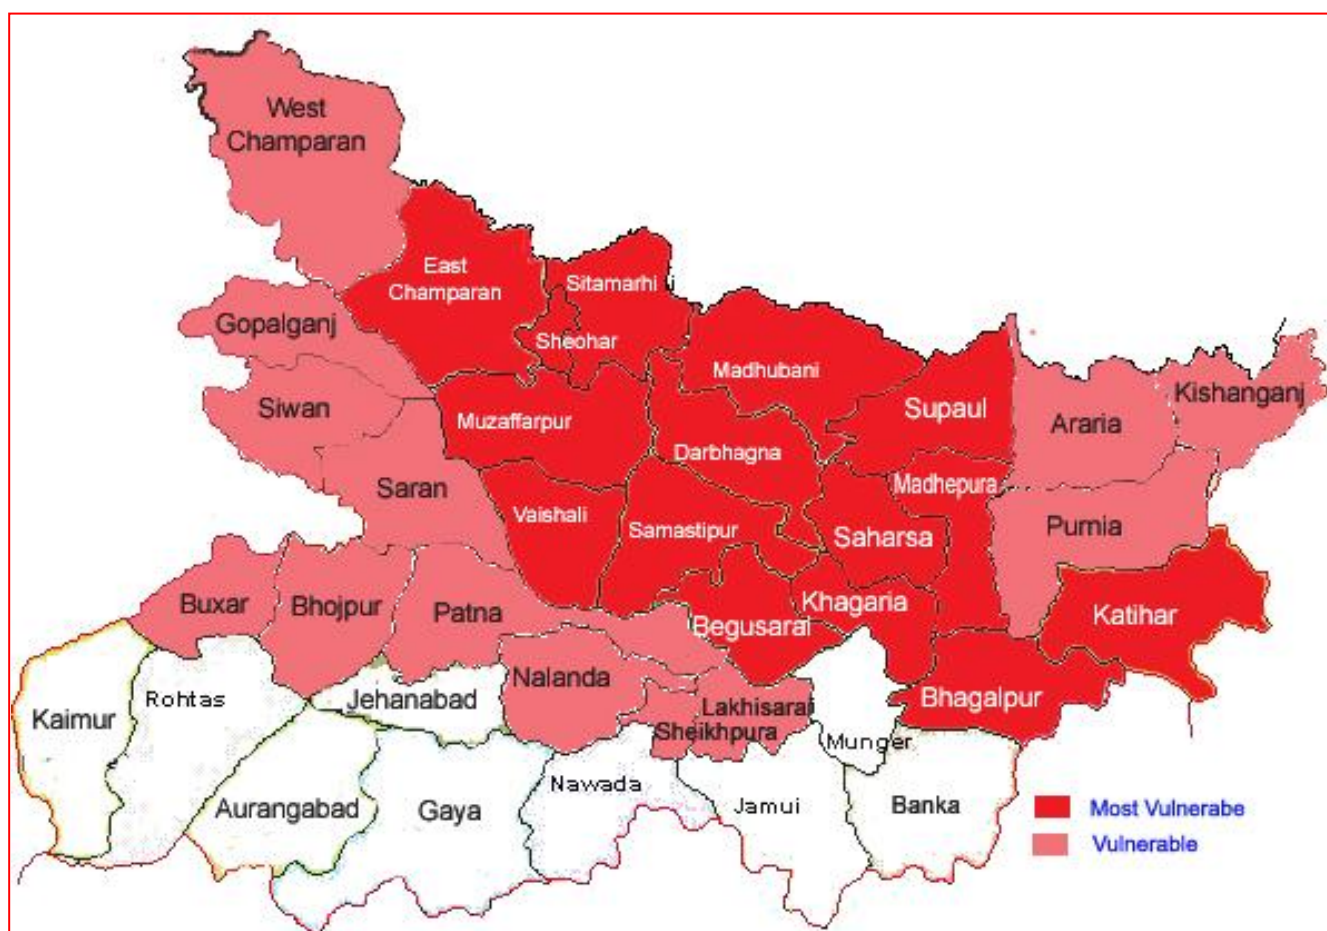 West
Champaran
East
Champaran
Sitamarhi
Gopalganj
Sheohar
Madhubani
Kishanganj
Siwan
Muzaffarpur
Supaul
Araria
Darbhagna
Saran
Madhepura
Vaishali
Samastipur
Saharsa
Purnia
Buxar
Bhojpur
Patna
Khagaria
Begusarai
Katihar
Nalanda
Jehanabad
Rohtas
Kaimur
Lakhisarai
Bhagalpur
Sheikhpura
Munger
Nawada
Jamui
Banka
Aurangabad
Gaya
Most Vulnerabe
Vulnerable